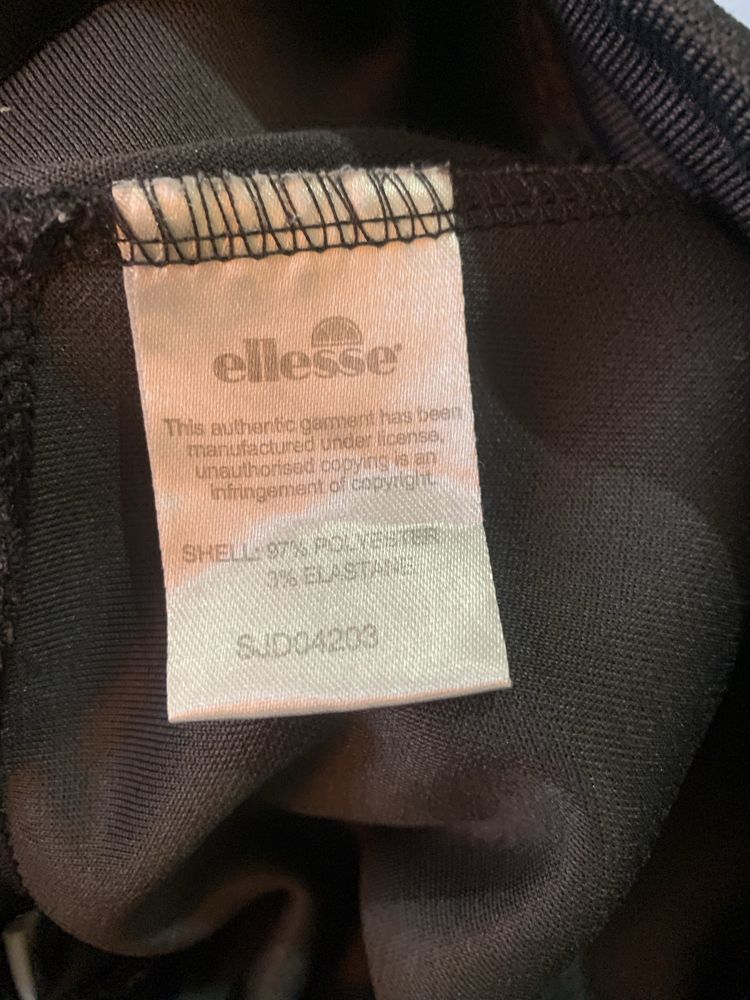 ellesse
This authentic garment has been
manufactured under license,
unauthorised copying is an
infringement of copyright.
SHELL: 97% POLYESTER
3% ELASTANE
SJD04203